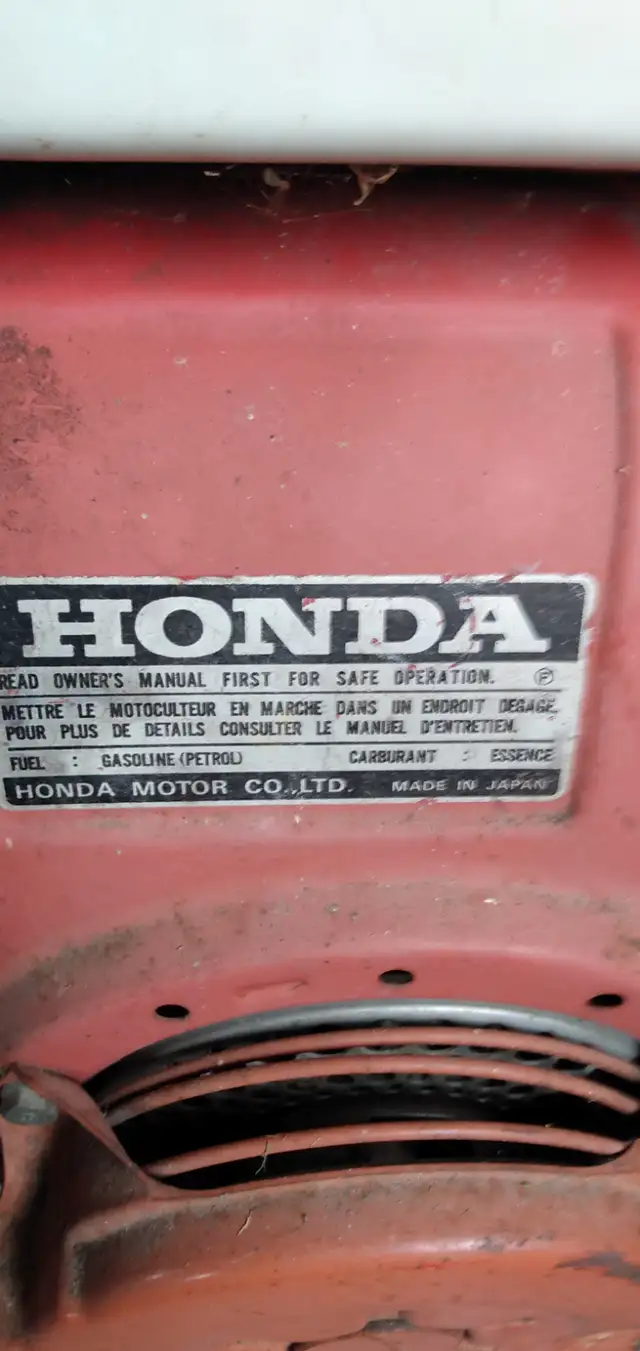 HONDA
READ OWNER'S MANUAL FIRST FOR SAFE OPERATION. Ⓕ
METTRE LE MOTOCULTEUR EN MARCHE DANS UN ENDROIT DEGAGE.
POUR PLUS DE DETAILS CONSULTER LE MANUEL D'ENTRETIEN.
FUEL : GASOLINE (PETROL) CARBURANT : ESSENCE
HONDA MOTOR CO.,LTD. MADE IN JAPAN